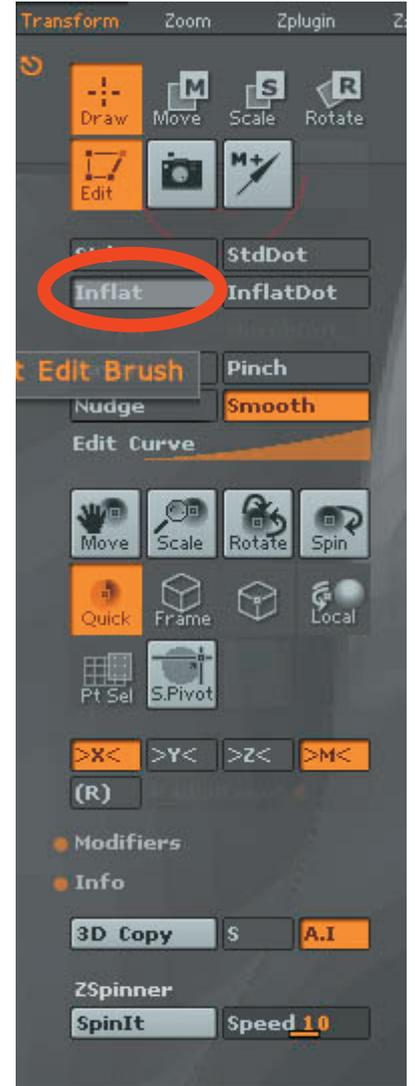 Transform Zoom Zplugin Z
M S R
Draw Move Scale Rotate
M+
Edit
StdDot
Inflat InflatDot
t Edit Brush Pinch
Nudge Smooth
Edit Curve
Move Scale Rotate Spin
Quick Frame Local
Pt Sel S.Pivot
>X< >Y< >Z< >M<
(R)
Modifiers
Info
3D Copy S A.I
ZSpinner
SpinIt Speed 10